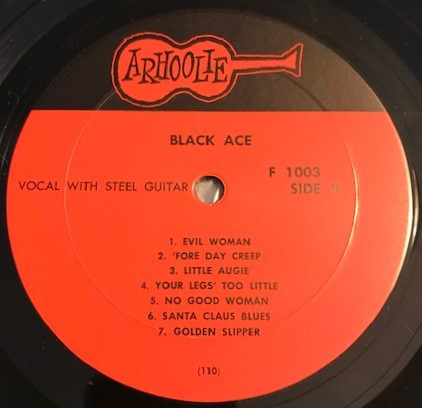 ARHOOLIE
BLACK ACE
F 1003
VOCAL WITH STEEL GUITAR
SIDE II
1. EVIL WOMAN
2. 'FORE DAY CREEP
3. LITTLE AUGIE
4. YOUR LEGS' TOO LITTLE
5. NO GOOD WOMAN
6. SANTA CLAUS BLUES
7. GOLDEN SLIPPER
(110)